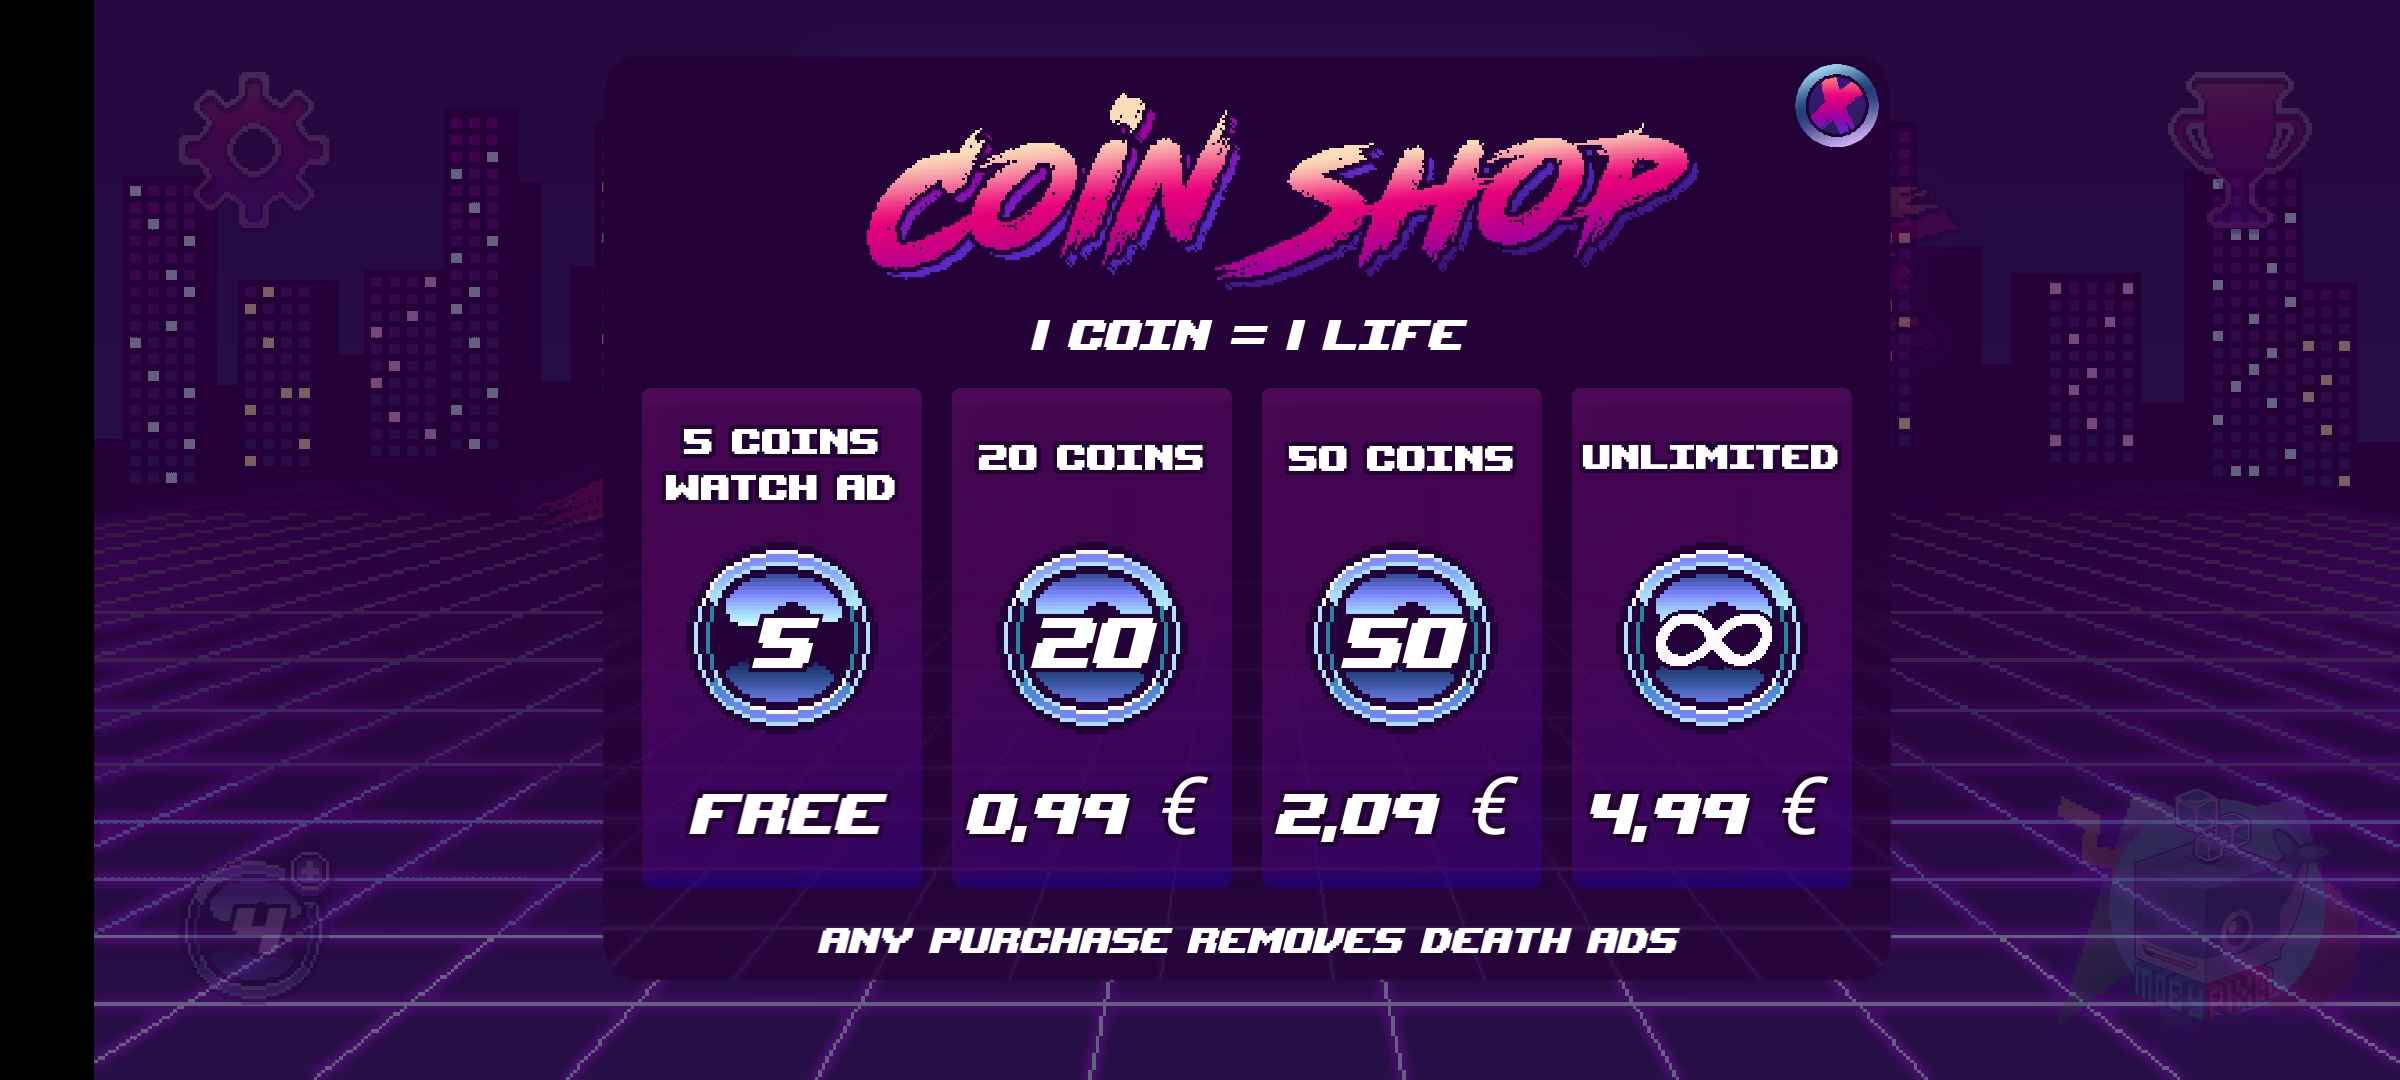 COIN SHOP
1 COIN = 1 LIFE
5 COINS
WATCH AD
5
FREE
20 COINS
20
0,99 €
50 COINS
50
2,09 €
UNLIMITED
∞
4,99 €
ANY PURCHASE REMOVES DEATH ADS
4